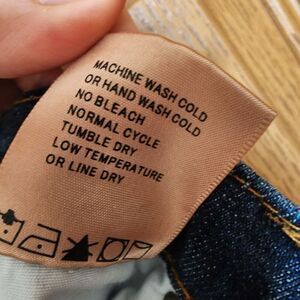 MACHINE WASH COLD
OR HAND WASH COLD
NO BLEACH
NORMAL CYCLE
TUMBLE DRY
LOW TEMPERATURE
OR LINE DRY